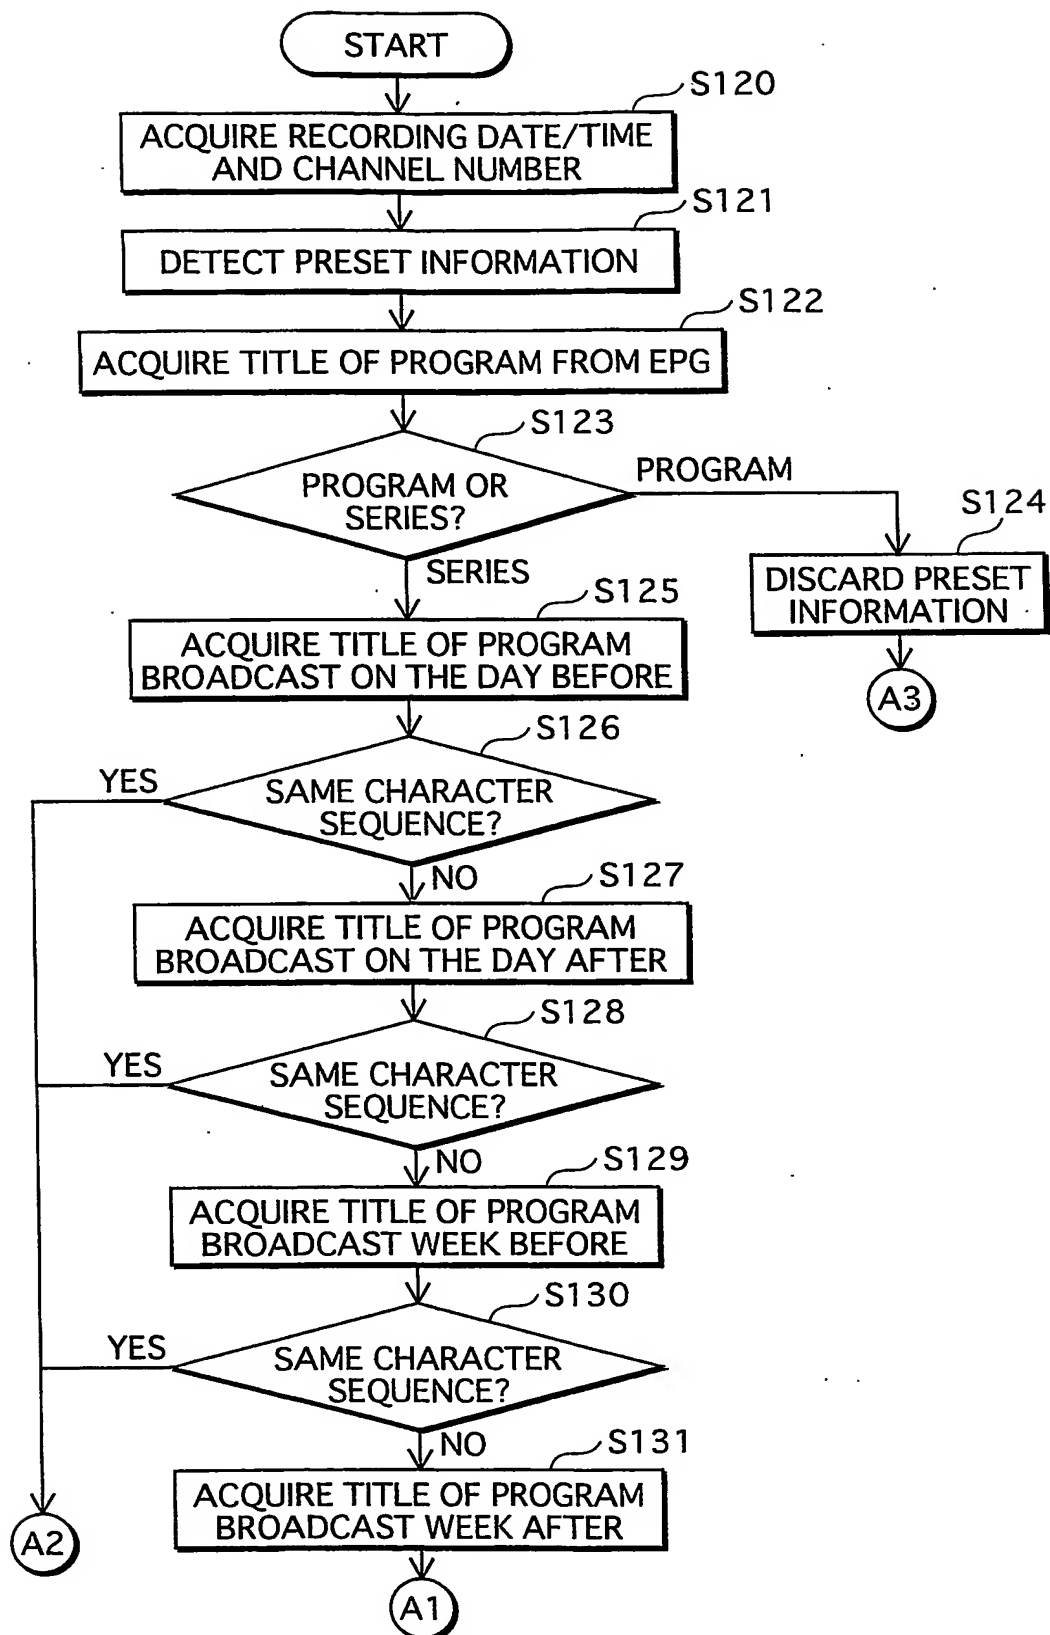 START
S120
ACQUIRE RECORDING DATE/TIME
AND CHANNEL NUMBER
S121
DETECT PRESET INFORMATION
S122
ACQUIRE TITLE OF PROGRAM FROM EPG
S123
PROGRAM OR
SERIES?
PROGRAM
S124
DISCARD PRESET
INFORMATION
A3
SERIES
S125
ACQUIRE TITLE OF PROGRAM
BROADCAST ON THE DAY BEFORE
S126
YES
SAME CHARACTER
SEQUENCE?
NO
S127
ACQUIRE TITLE OF PROGRAM
BROADCAST ON THE DAY AFTER
S128
YES
SAME CHARACTER
SEQUENCE?
NO
S129
ACQUIRE TITLE OF PROGRAM
BROADCAST WEEK BEFORE
S130
YES
SAME CHARACTER
SEQUENCE?
NO
S131
ACQUIRE TITLE OF PROGRAM
BROADCAST WEEK AFTER
A2
A1